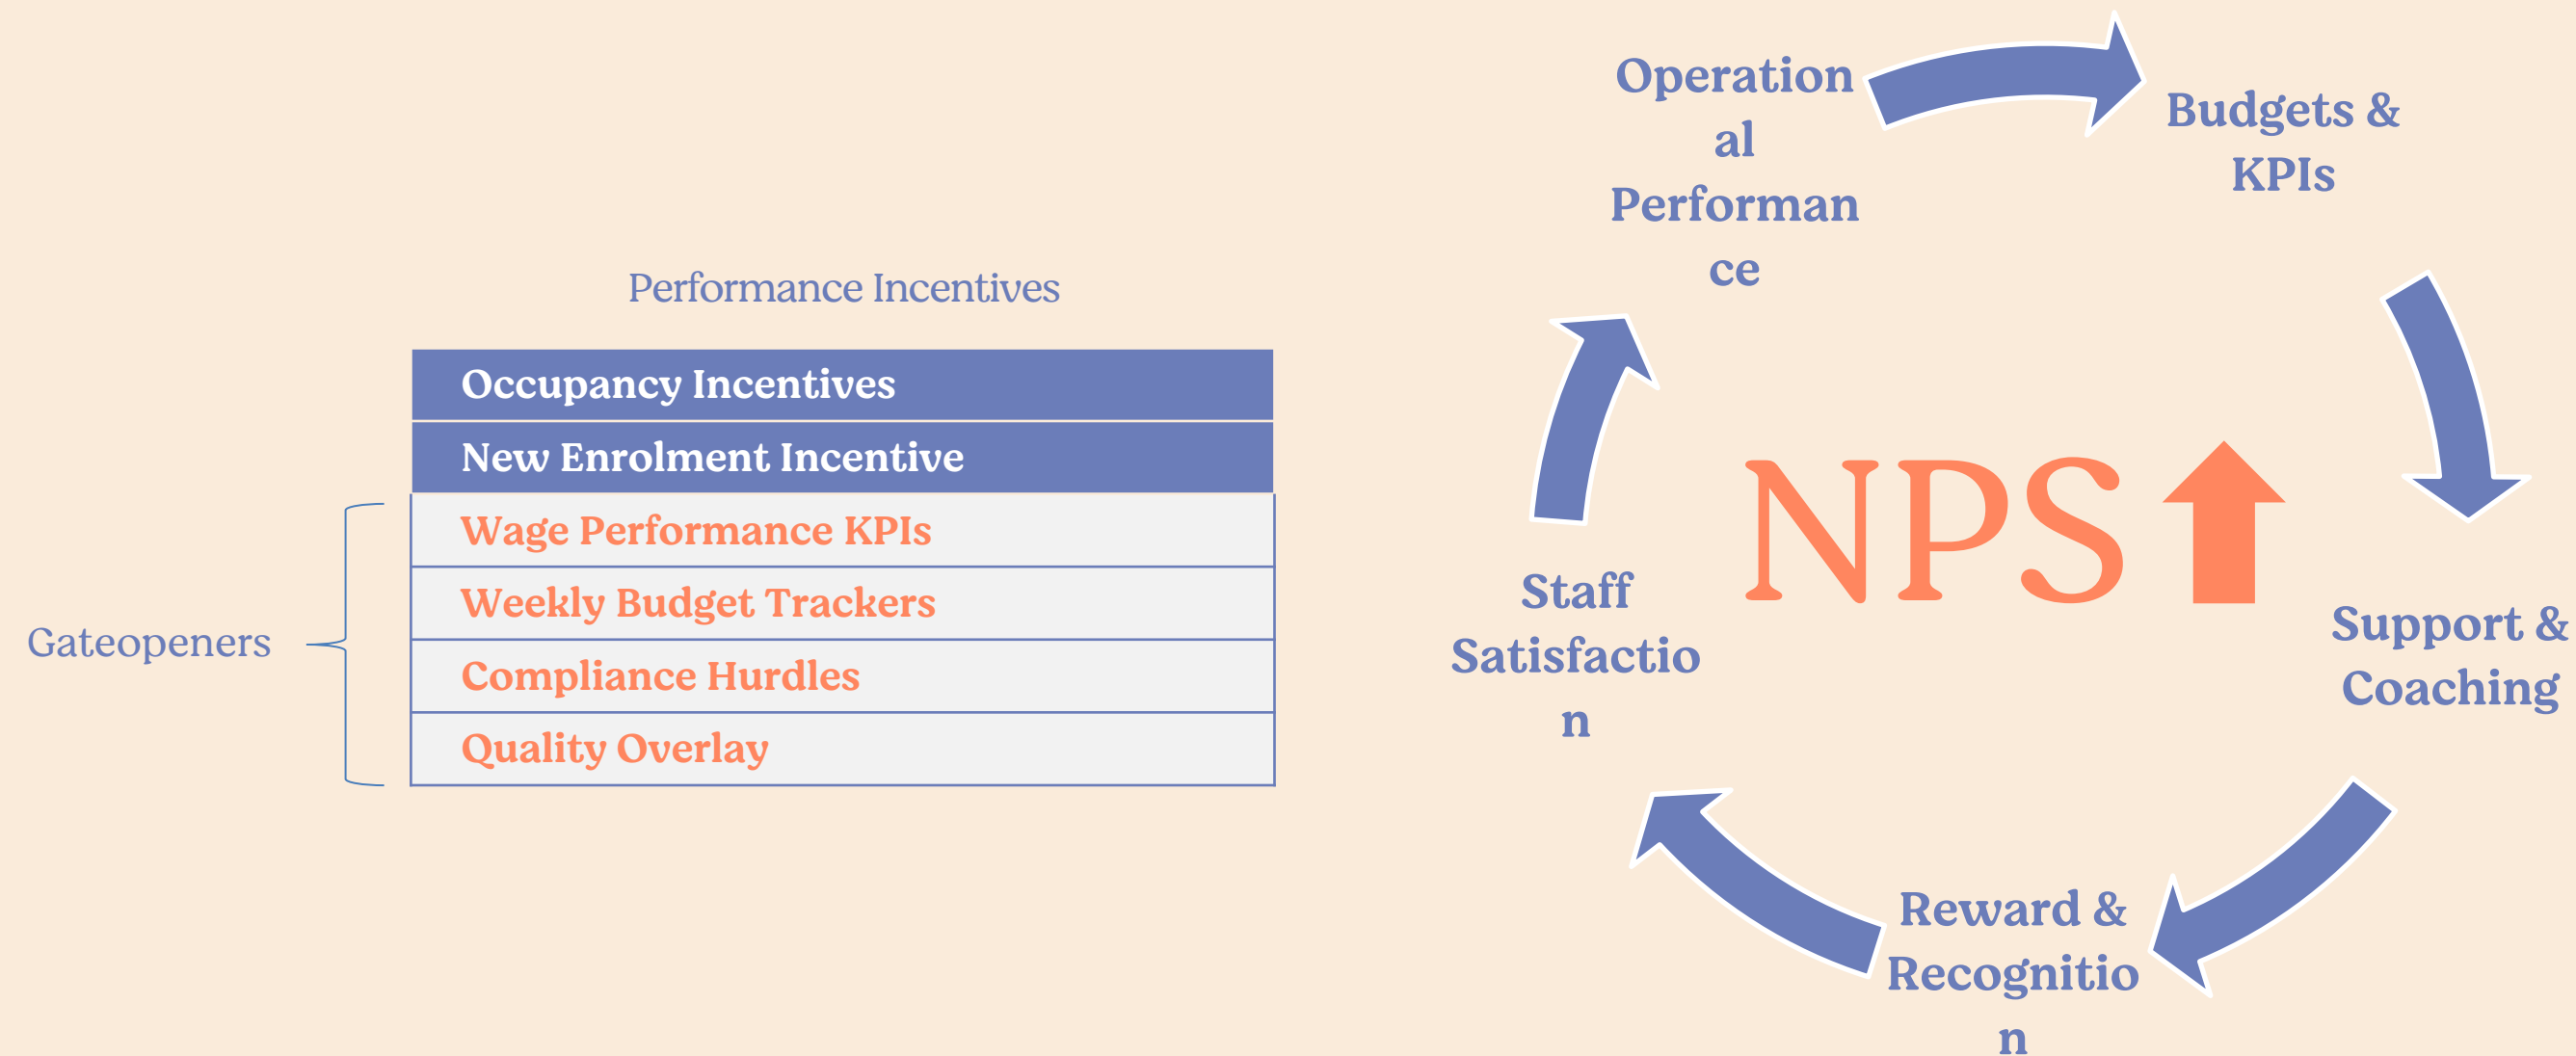 Performance Incentives
Occupancy Incentives
New Enrolment Incentive
Wage Performance KPIs
Weekly Budget Trackers
Compliance Hurdles
Quality Overlay
Gateopeners
Operation
al
Performan
ce
Budgets &
KPIs
Support &
Coaching
Reward &
Recognitio
n
Staff
Satisfactio
n
NPS